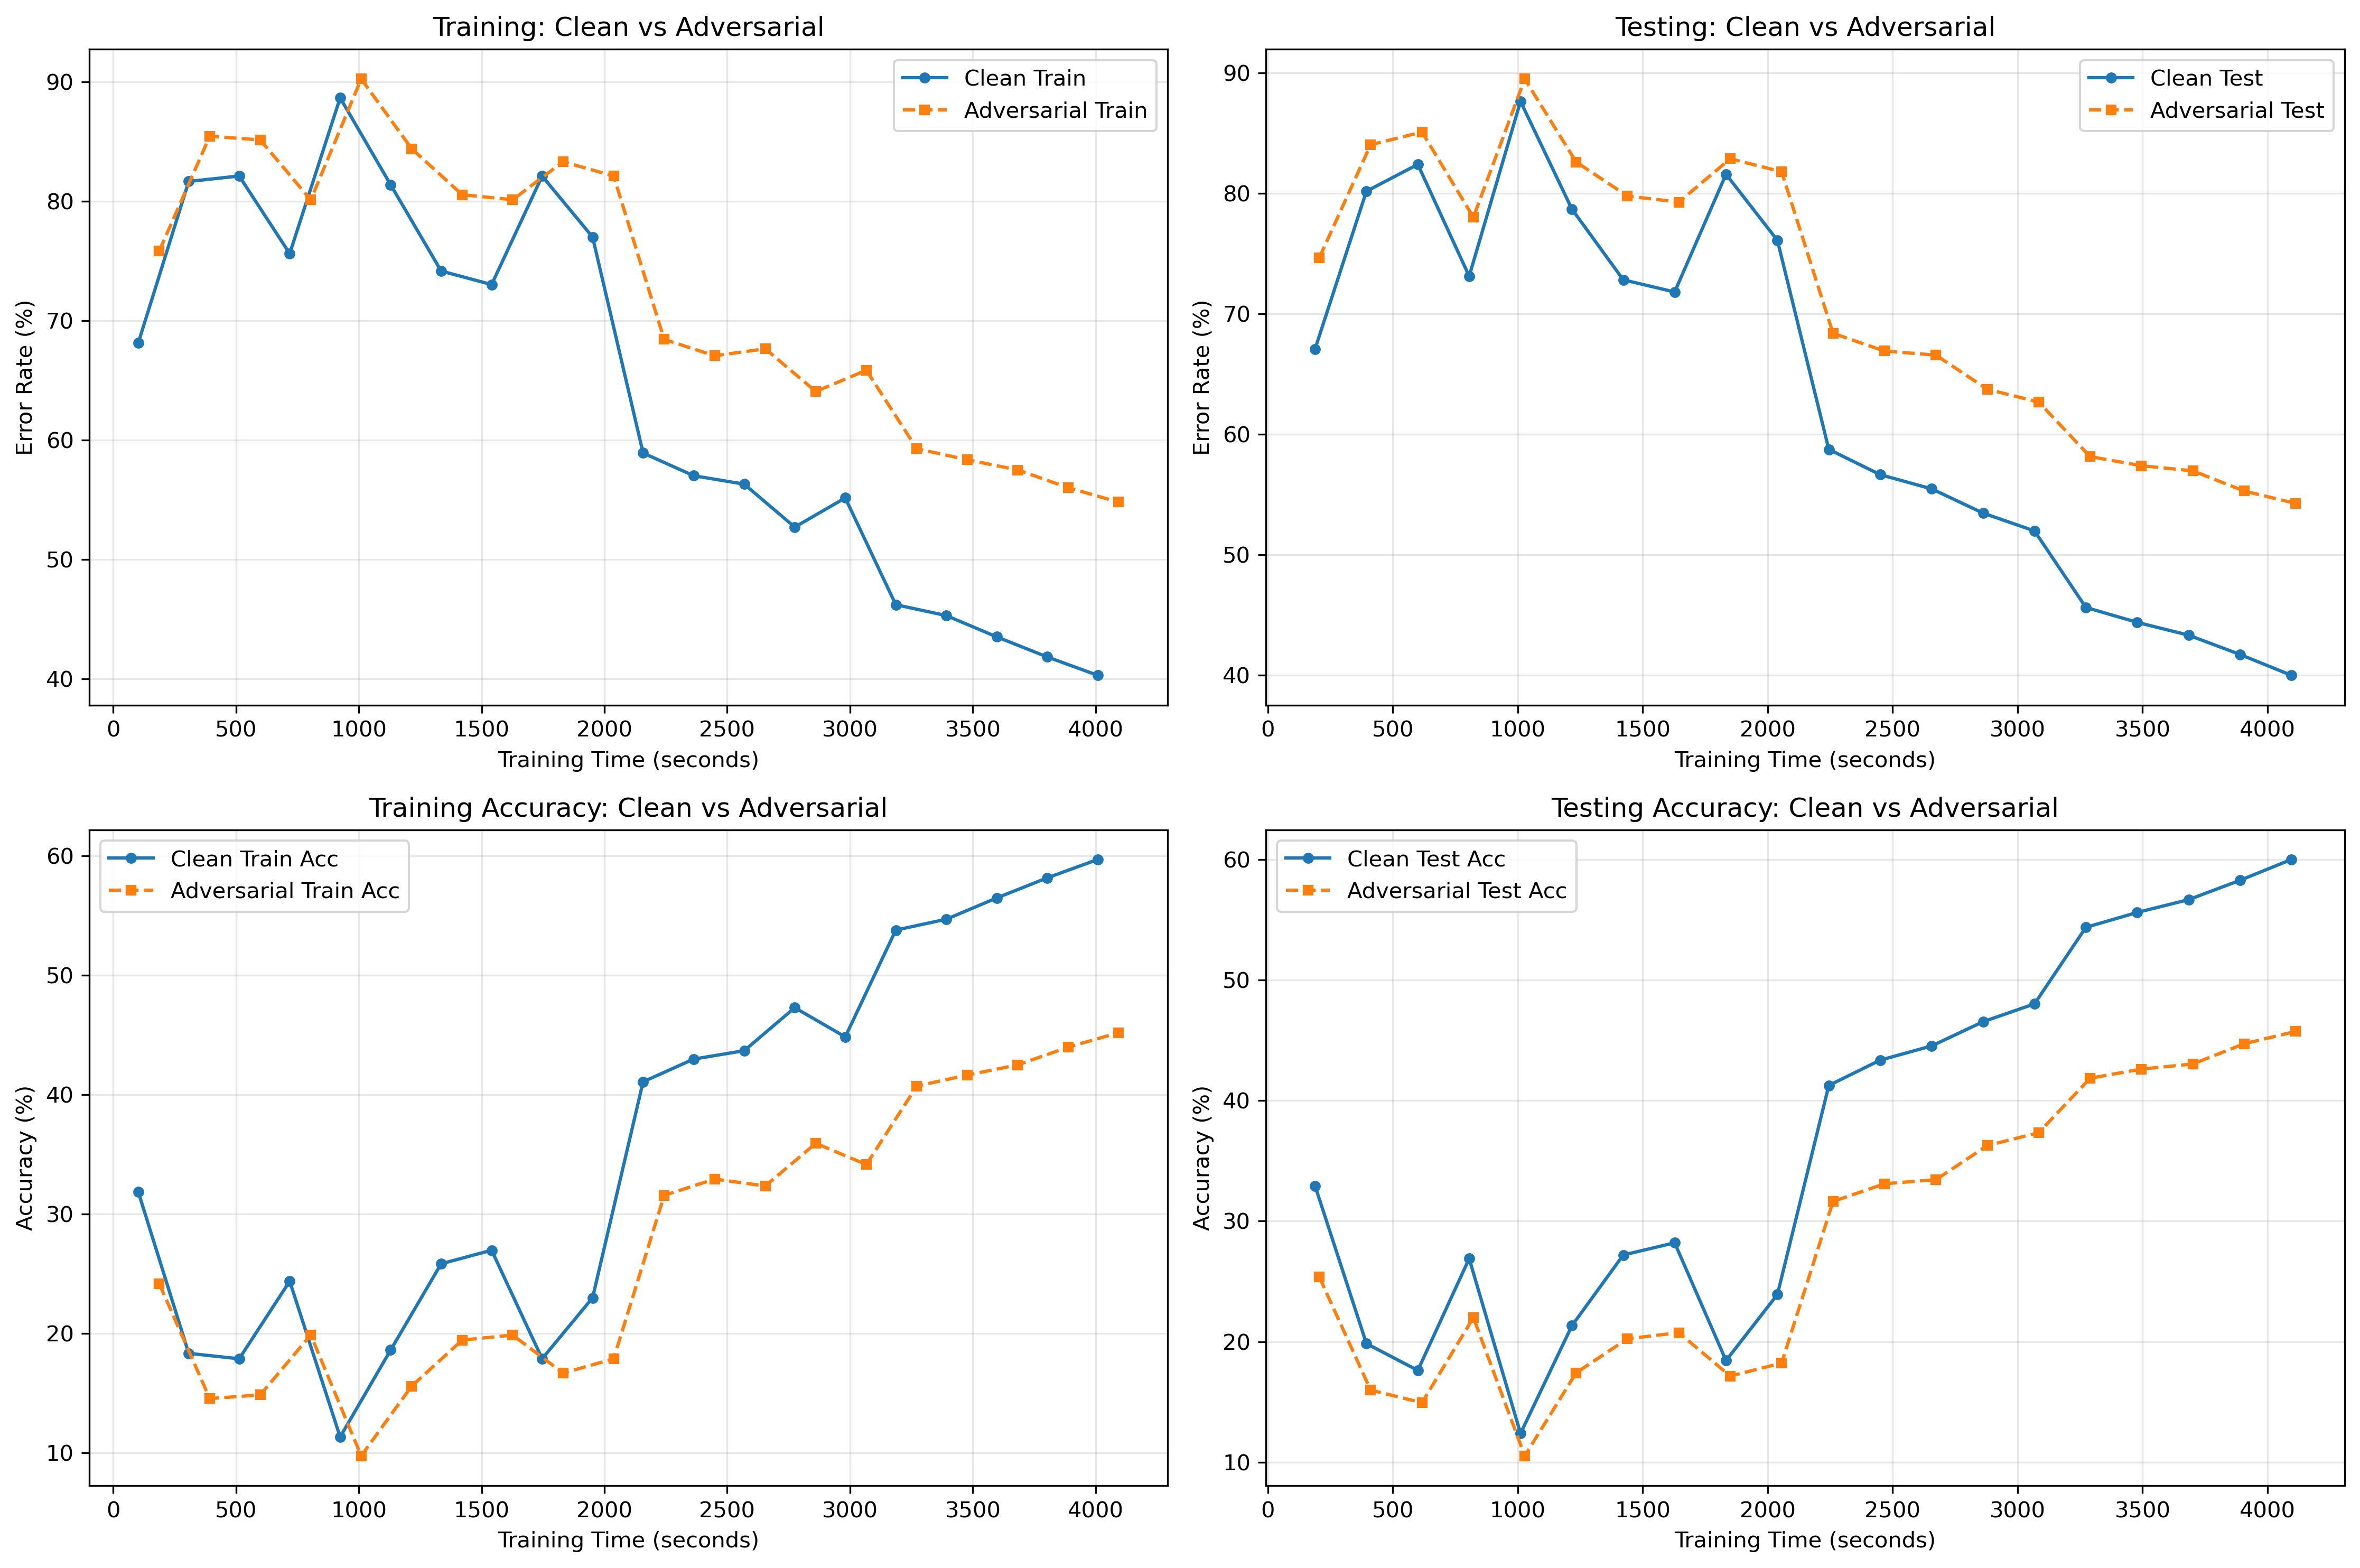 Training: Clean vs Adversarial
90
80
70
60
50
40
Error Rate (%)
Clean Train
Adversarial Train
0 500 1000 1500 2000 2500 3000 3500 4000
Training Time (seconds)
Testing: Clean vs Adversarial
90
80
70
60
50
40
Error Rate (%)
Clean Test
Adversarial Test
0 500 1000 1500 2000 2500 3000 3500 4000
Training Time (seconds)
Training Accuracy: Clean vs Adversarial
60
50
40
30
20
10
Accuracy (%)
Clean Train Acc
Adversarial Train Acc
0 500 1000 1500 2000 2500 3000 3500 4000
Training Time (seconds)
Testing Accuracy: Clean vs Adversarial
60
50
40
30
20
10
Accuracy (%)
Clean Test Acc
Adversarial Test Acc
0 500 1000 1500 2000 2500 3000 3500 4000
Training Time (seconds)